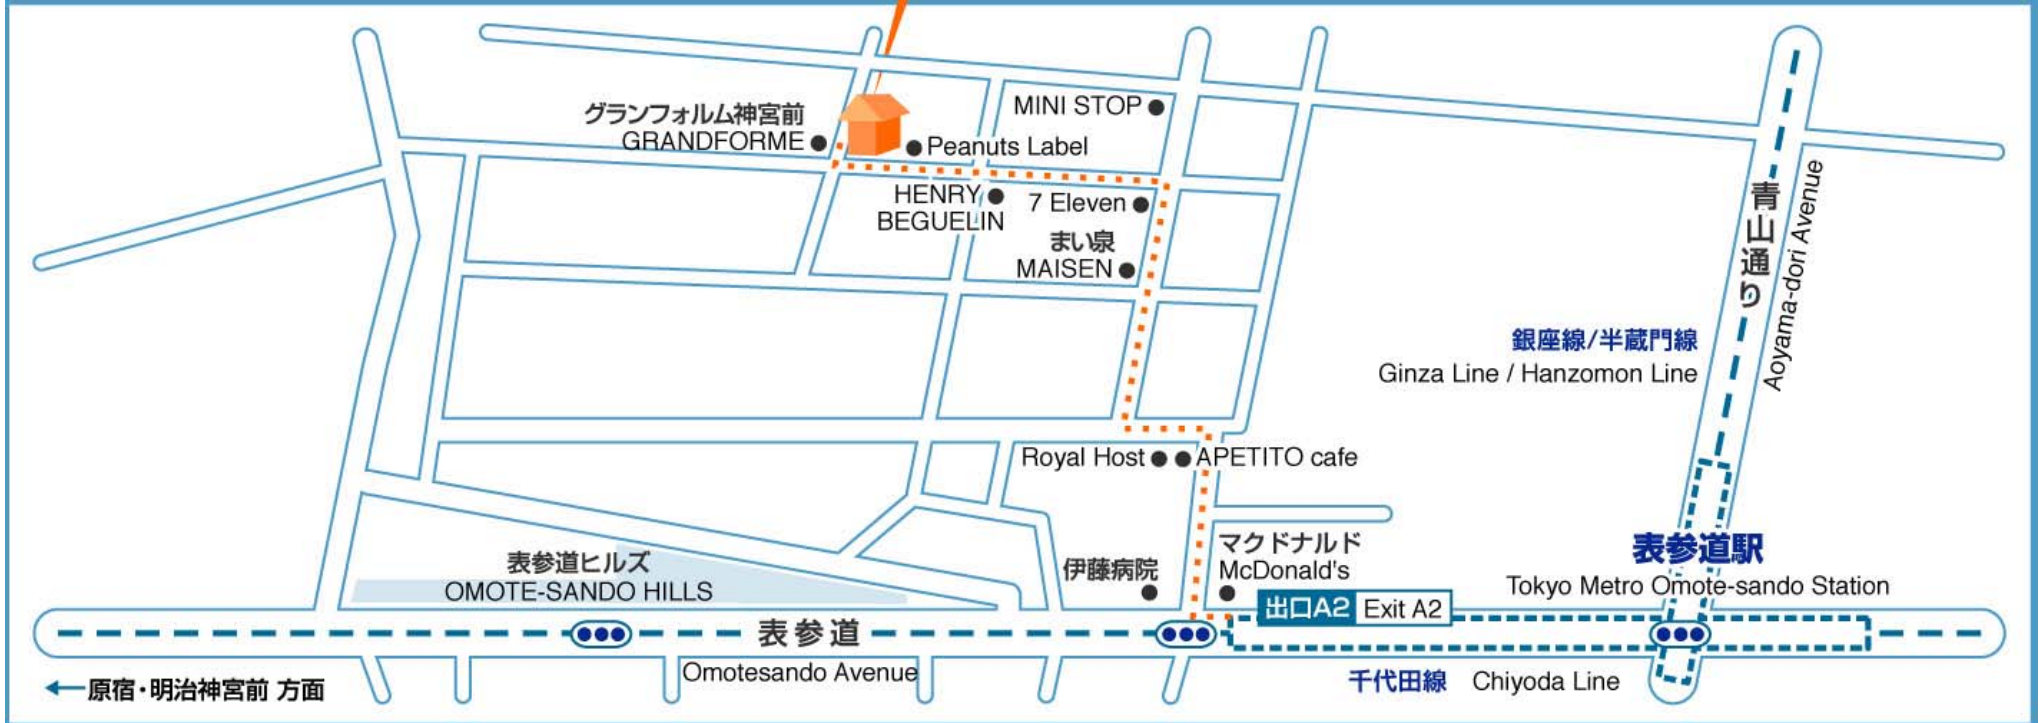 グランフォルム神宮前
GRANDFORME
MINI STOP
Peanuts Label
HENRY
BEGUELIN
7 Eleven
まい泉
MAISEN
青山通り
Aoyama-dori Avenue
銀座線/半蔵門線
Ginza Line / Hanzomon Line
Royal Host
APETITO cafe
表参道ヒルズ
OMOTE-SANDO HILLS
伊藤病院
マクドナルド
McDonald's
表参道駅
Tokyo Metro Omote-sando Station
出口A2 Exit A2
表参道
Omotesando Avenue
←原宿・明治神宮前 方面
千代田線 Chiyoda Line